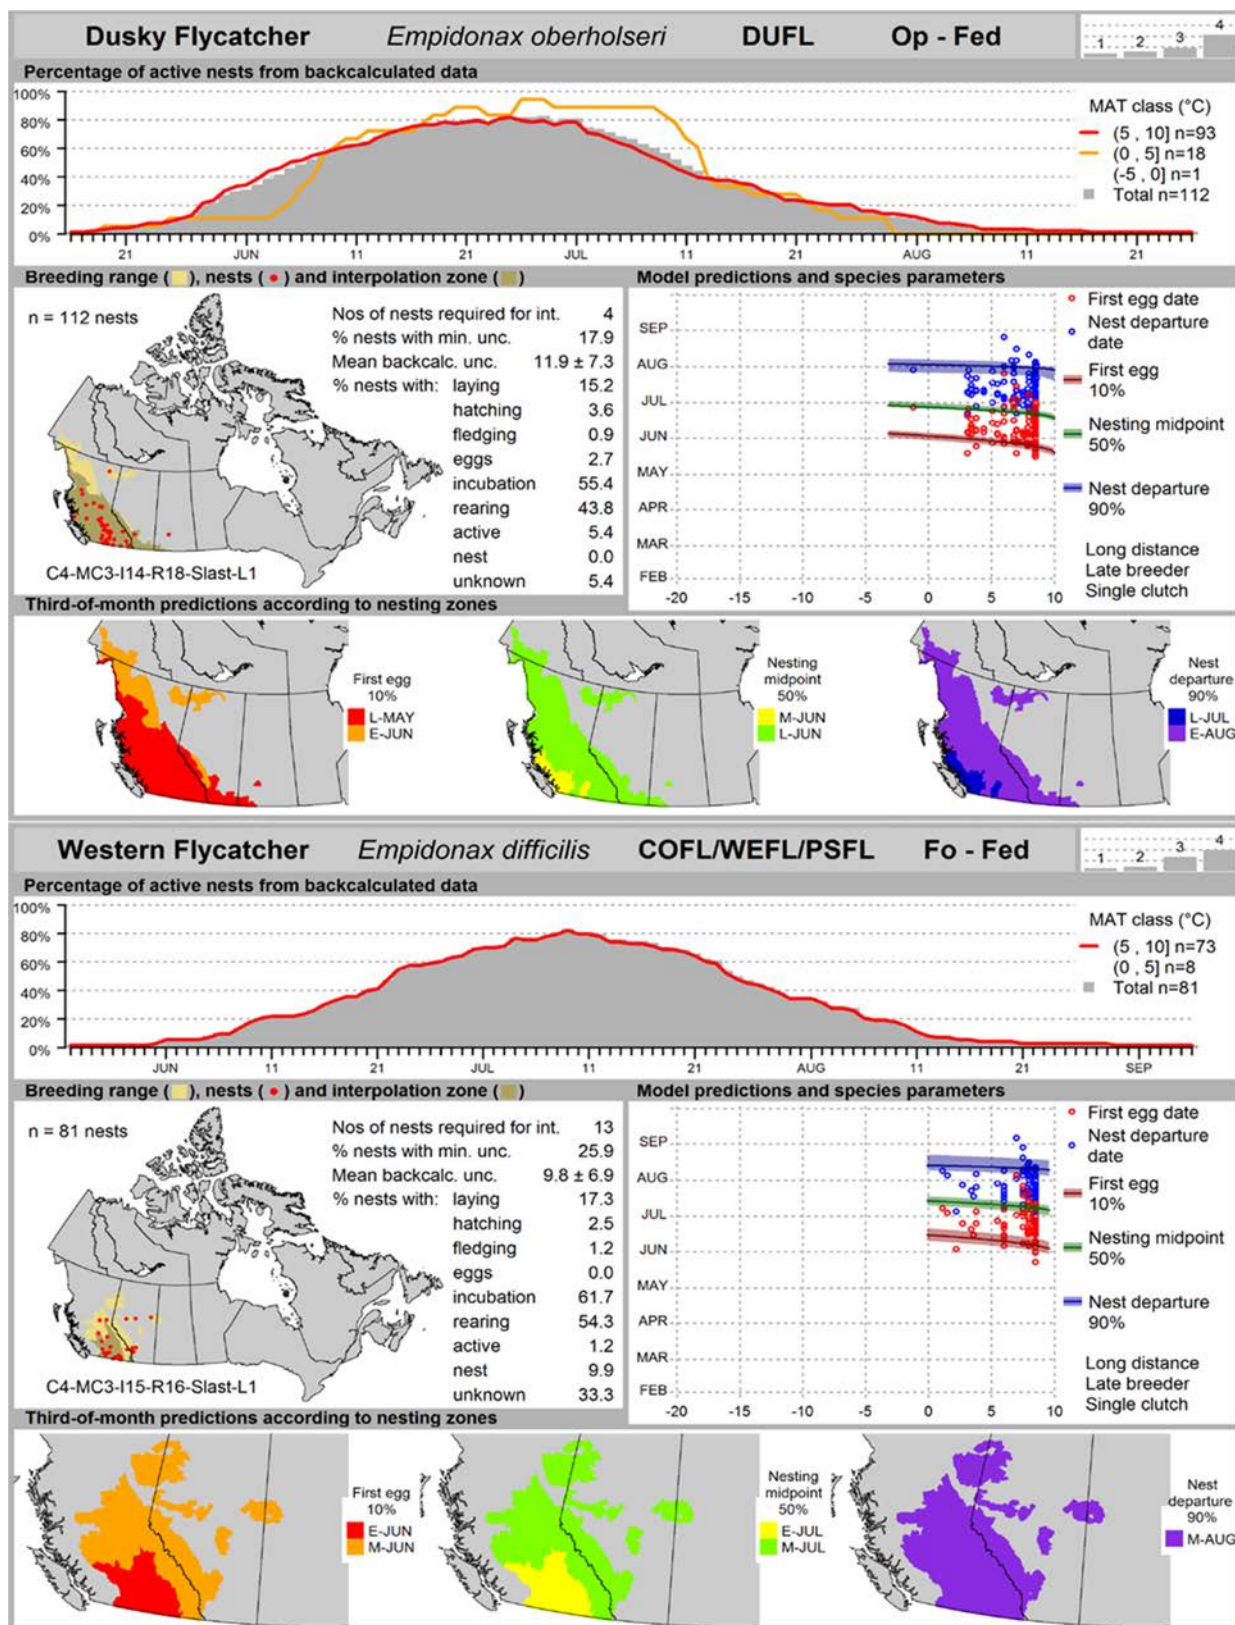 Dusky Flycatcher Empidonax oberholseri DUFL Op - Fed
1 2 3 4
Percentage of active nests from backcalculated data
100%
80%
60%
40%
20%
0%
21 JUN 11 21 JUL 11 21 AUG 11 21
MAT class (°C)
(5 , 10] n=93
(0 , 5] n=18
(-5 , 0] n=1
Total n=112
Breeding range ( ), nests ( ) and interpolation zone ( )
n = 112 nests
Nos of nests required for int. 4
% nests with min. unc. 17.9
Mean backcalc. unc. 11.9 ± 7.3
% nests with: laying 15.2
hatching 3.6
fledging 0.9
eggs 2.7
incubation 55.4
rearing 43.8
active 5.4
nest 0.0
unknown 5.4
C4-MC3-I14-R18-Slast-L1
Model predictions and species parameters
SEP
AUG
JUL
JUN
MAY
APR
MAR
FEB
-20 -15 -10 -5 0 5 10
First egg date
Nest departure
date
First egg
10%
Nesting midpoint
50%
Nest departure
90%
Long distance
Late breeder
Single clutch
Third-of-month predictions according to nesting zones
First egg
10%
L-MAY
E-JUN
Nesting
midpoint
50%
M-JUN
L-JUN
Nest
departure
90%
L-JUL
E-AUG
Western Flycatcher Empidonax difficilis COFL/WEFL/PSFL Fo - Fed
1 2 3 4
Percentage of active nests from backcalculated data
100%
80%
60%
40%
20%
0%
JUN 11 21 JUL 11 21 AUG 11 21 SEP
MAT class (°C)
(5 , 10] n=73
(0 , 5] n=8
Total n=81
Breeding range ( ), nests ( ) and interpolation zone ( )
n = 81 nests
Nos of nests required for int. 13
% nests with min. unc. 25.9
Mean backcalc. unc. 9.8 ± 6.9
% nests with: laying 17.3
hatching 2.5
fledging 1.2
eggs 0.0
incubation 61.7
rearing 54.3
active 1.2
nest 9.9
unknown 33.3
C4-MC3-I15-R16-Slast-L1
Model predictions and species parameters
SEP
AUG
JUL
JUN
MAY
APR
MAR
FEB
-20 -15 -10 -5 0 5 10
First egg date
Nest departure
date
First egg
10%
Nesting midpoint
50%
Nest departure
90%
Long distance
Late breeder
Single clutch
Third-of-month predictions according to nesting zones
First egg
10%
E-JUN
M-JUN
Nesting
midpoint
50%
E-JUL
M-JUL
Nest
departure
90%
M-AUG